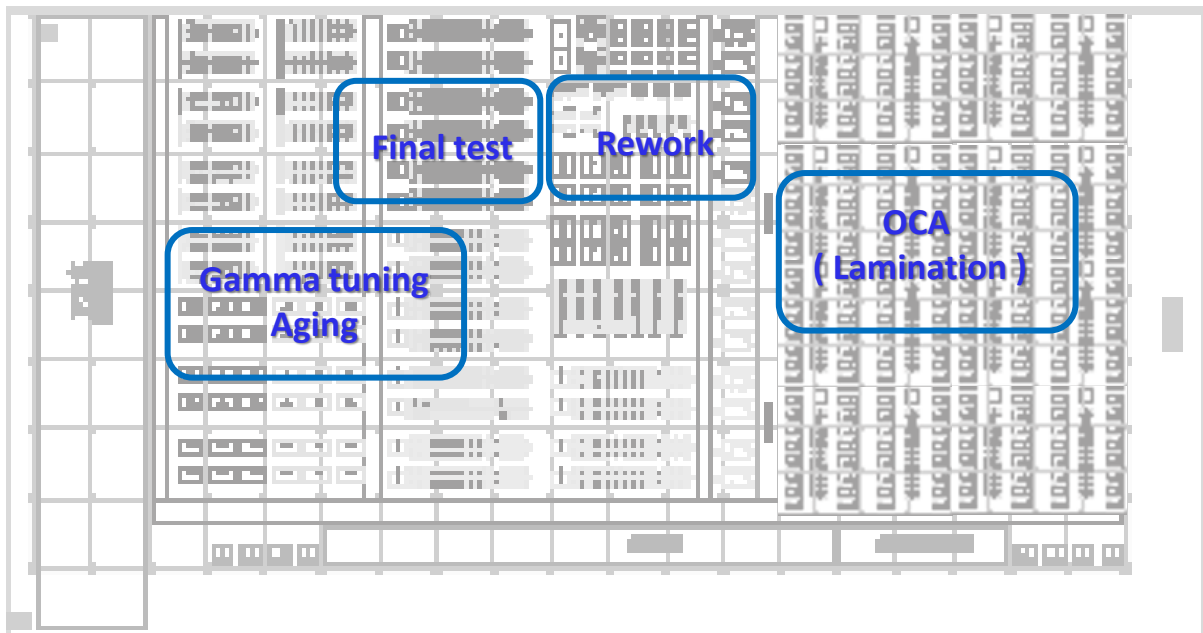 Final test
Rework
OCA
( Lamination )
Gamma tuning
Aging